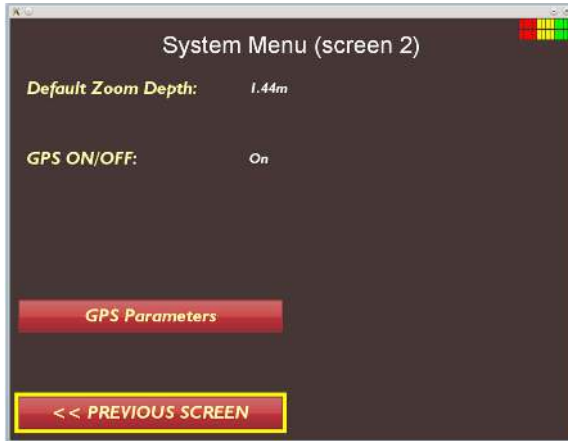 System Menu (screen 2)
Default Zoom Depth: 1.44m
GPS ON/OFF: On
GPS Parameters
<< PREVIOUS SCREEN